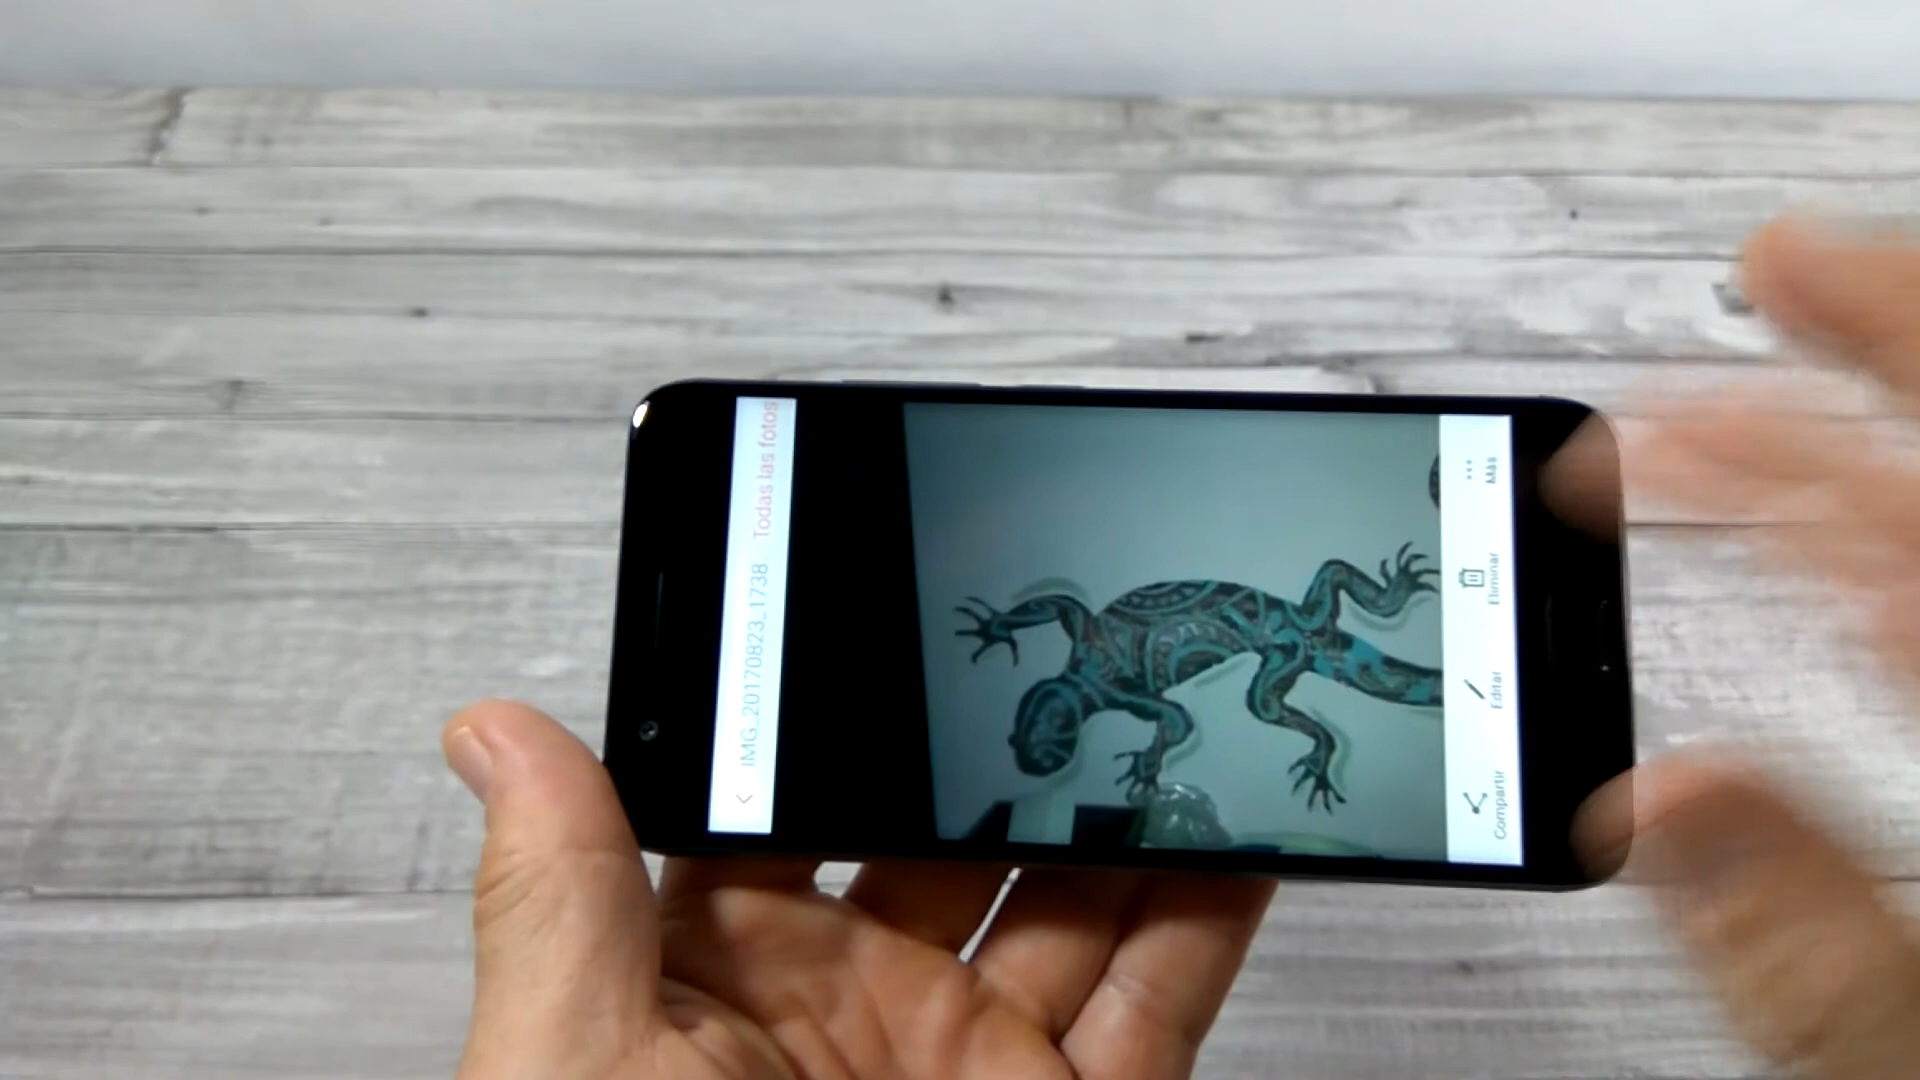 IMG_20170823_1738
Todas las fotos
Compartir
Editar
Eliminar
Más